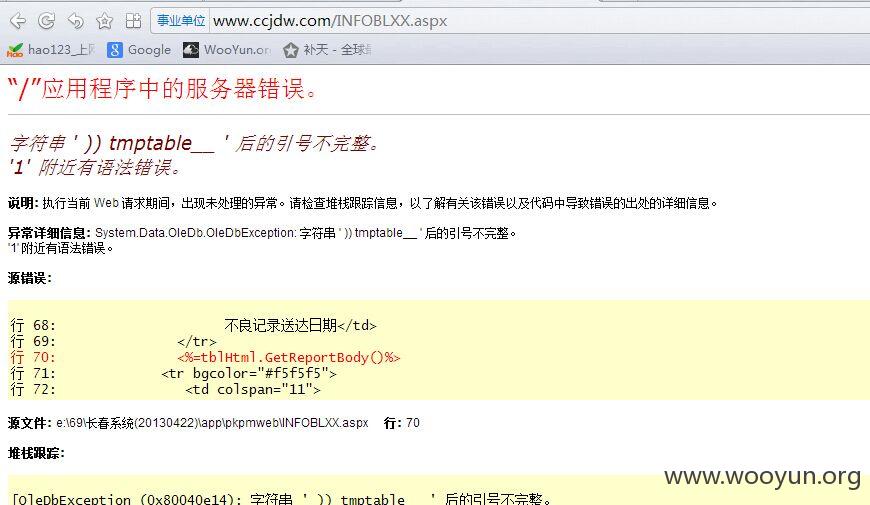 事业单位 www.ccjdw.com/INFOBLXX.aspx
hao123_上网 Google WooYun.or 补天 - 全球
“/”应用程序中的服务器错误。
字符串 ' )) tmptable__ ' 后的引号不完整。
'1' 附近有语法错误。
说明: 执行当前 Web 请求期间，出现未处理的异常。请检查堆栈跟踪信息，以了解有关该错误以及代码中导致错误的出处的详细信息。
异常详细信息: System.Data.OleDb.OleDbException: 字符串 ' )) tmptable__ ' 后的引号不完整。
'1' 附近有语法错误。
源错误:
行 68: 不良记录送达日期</td>
行 69: </tr>
行 70: <%=tblHtml.GetReportBody()%>
行 71: <tr bgcolor="#f5f5f5">
行 72: <td colspan="11">
源文件: e:\69\长春系统(20130422)\app\pkpmweb\INFOBLXX.aspx 行: 70
堆栈跟踪:
www.wooyun.org
[OleDbException (0x80040e14): 字符串 ' )) tmptable__ ' 后的引号不完整。